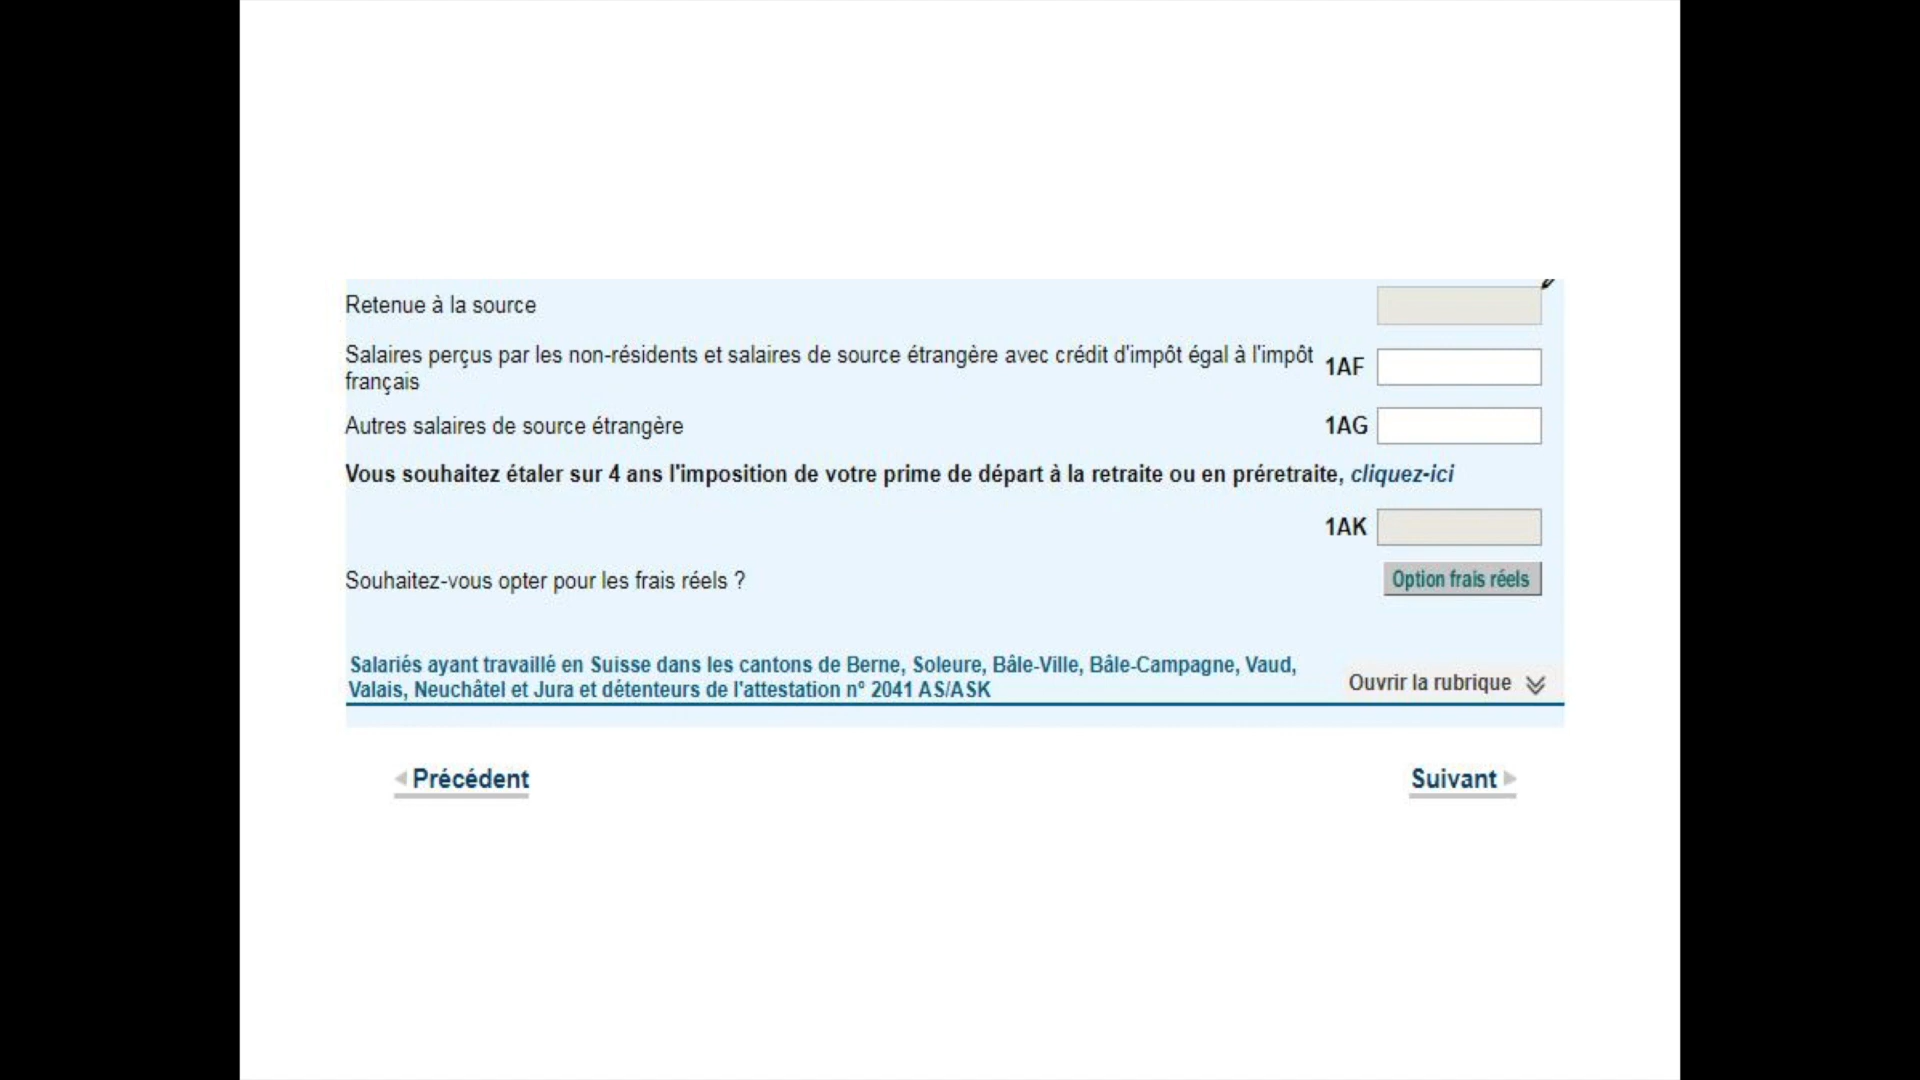 Retenue à la source
Salaires perçus par les non-résidents et salaires de source étrangère avec crédit d'impôt égal à l'impôt
français
1AF
Autres salaires de source étrangère 1AG
Vous souhaitez étaler sur 4 ans l'imposition de votre prime de départ à la retraite ou en préretraite, cliquez-ici
1AK
Souhaitez-vous opter pour les frais réels ? Option frais réels
Salariés ayant travaillé en Suisse dans les cantons de Berne, Soleure, Bâle-Ville, Bâle-Campagne, Vaud,
Valais, Neuchâtel et Jura et détenteurs de l'attestation n° 2041 AS/ASK
Ouvrir la rubrique
Précédent Suivant